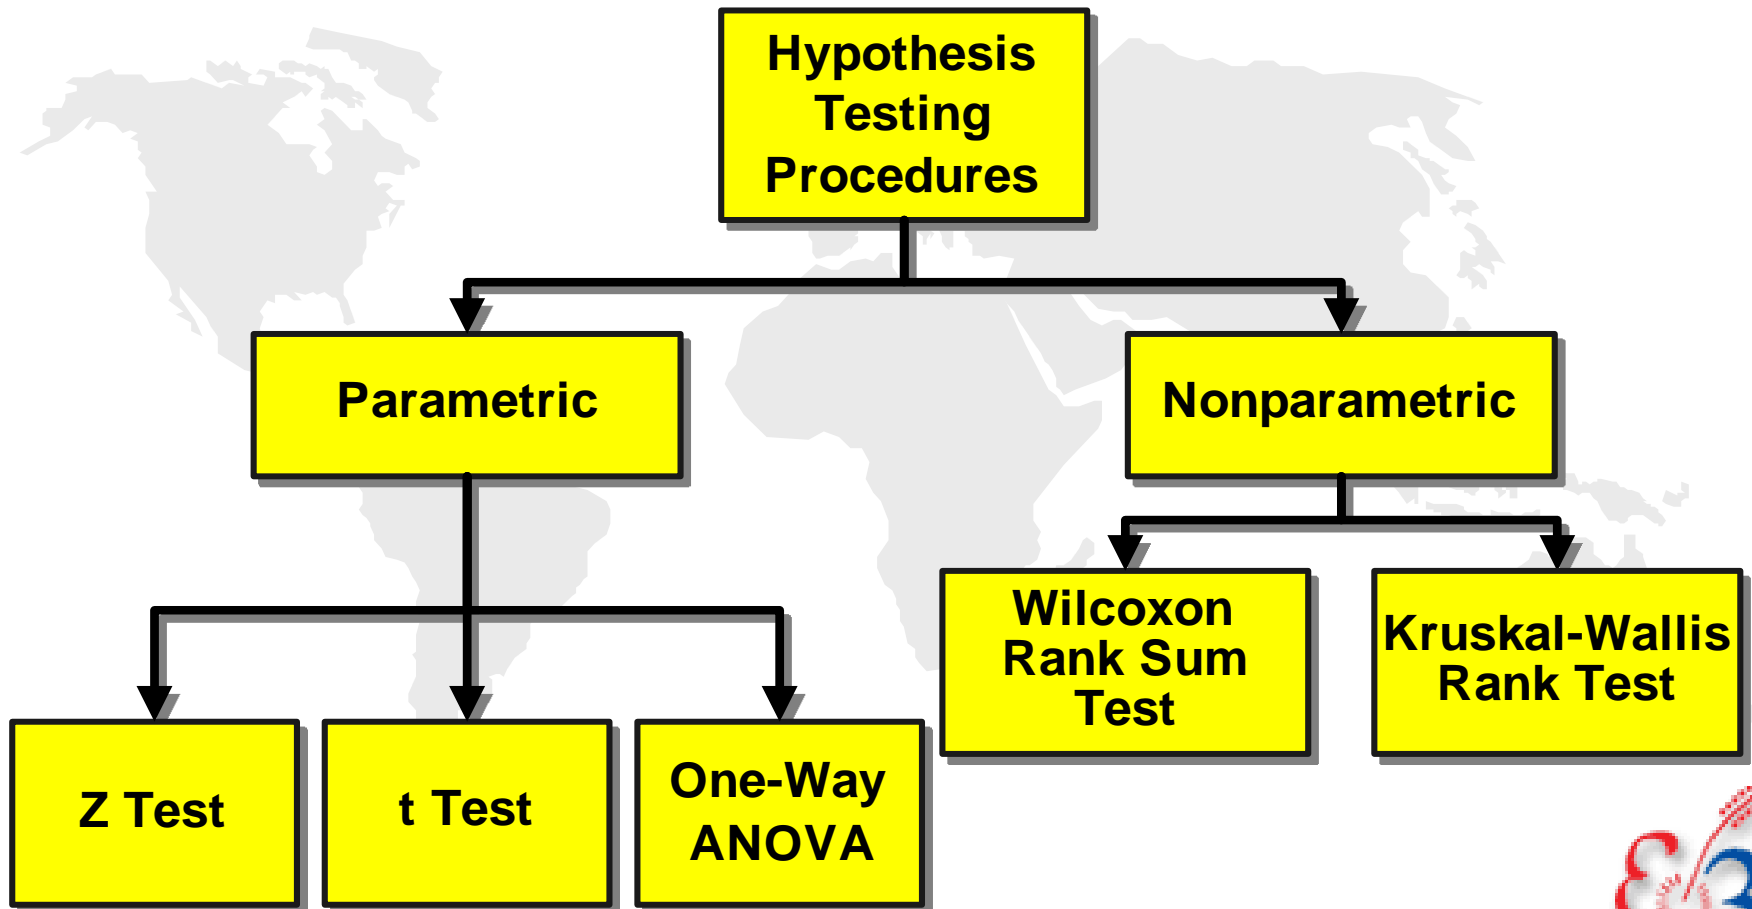 Hypothesis
Testing
Procedures
Parametric
Nonparametric
Wilcoxon
Rank Sum
Test
Kruskal-Wallis
Rank Test
Z Test
t Test
One-Way
ANOVA